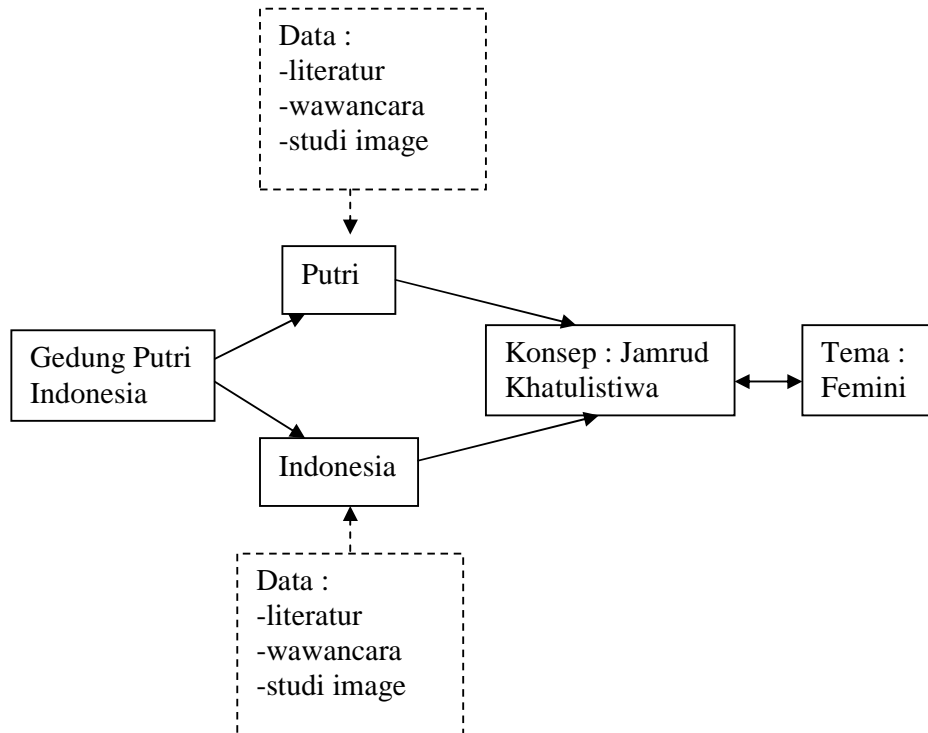 Data :
-literatur
-wawancara
-studi image
Putri
Gedung Putri
Indonesia
Konsep : Jamrud
Khatulistiwa
Tema :
Femini
Indonesia
Data :
-literatur
-wawancara
-studi image